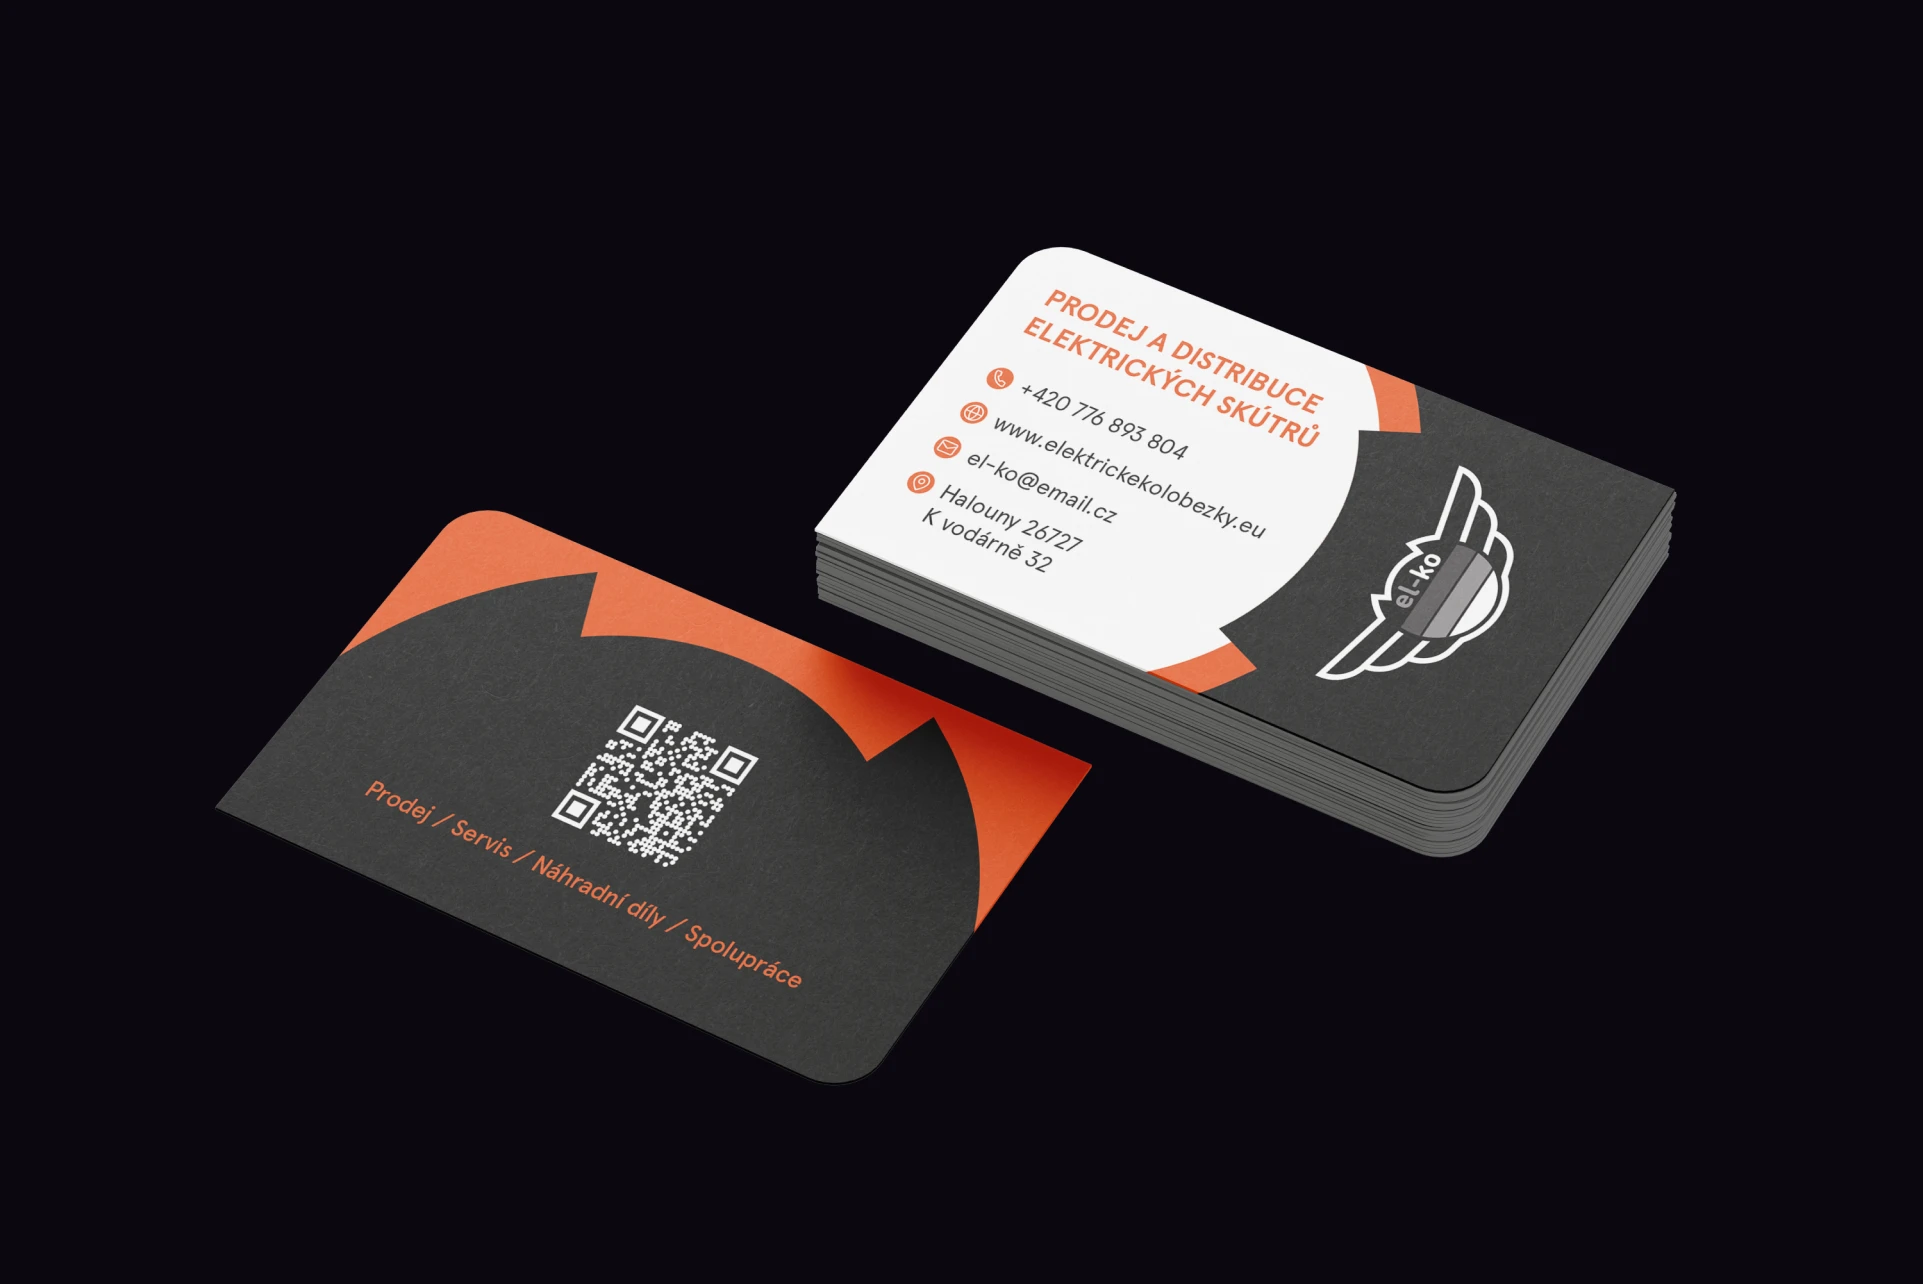 PRODEJ A DISTRIBUCE
ELEKTRICKÝCH SKÚTRŮ
+420 776 893 804
www.elektrickekolobezky.eu
el-ko@email.cz
Halouny 26727
K vodárně 32
el-ko
Prodej / Servis / Náhradní díly / Spolupráce